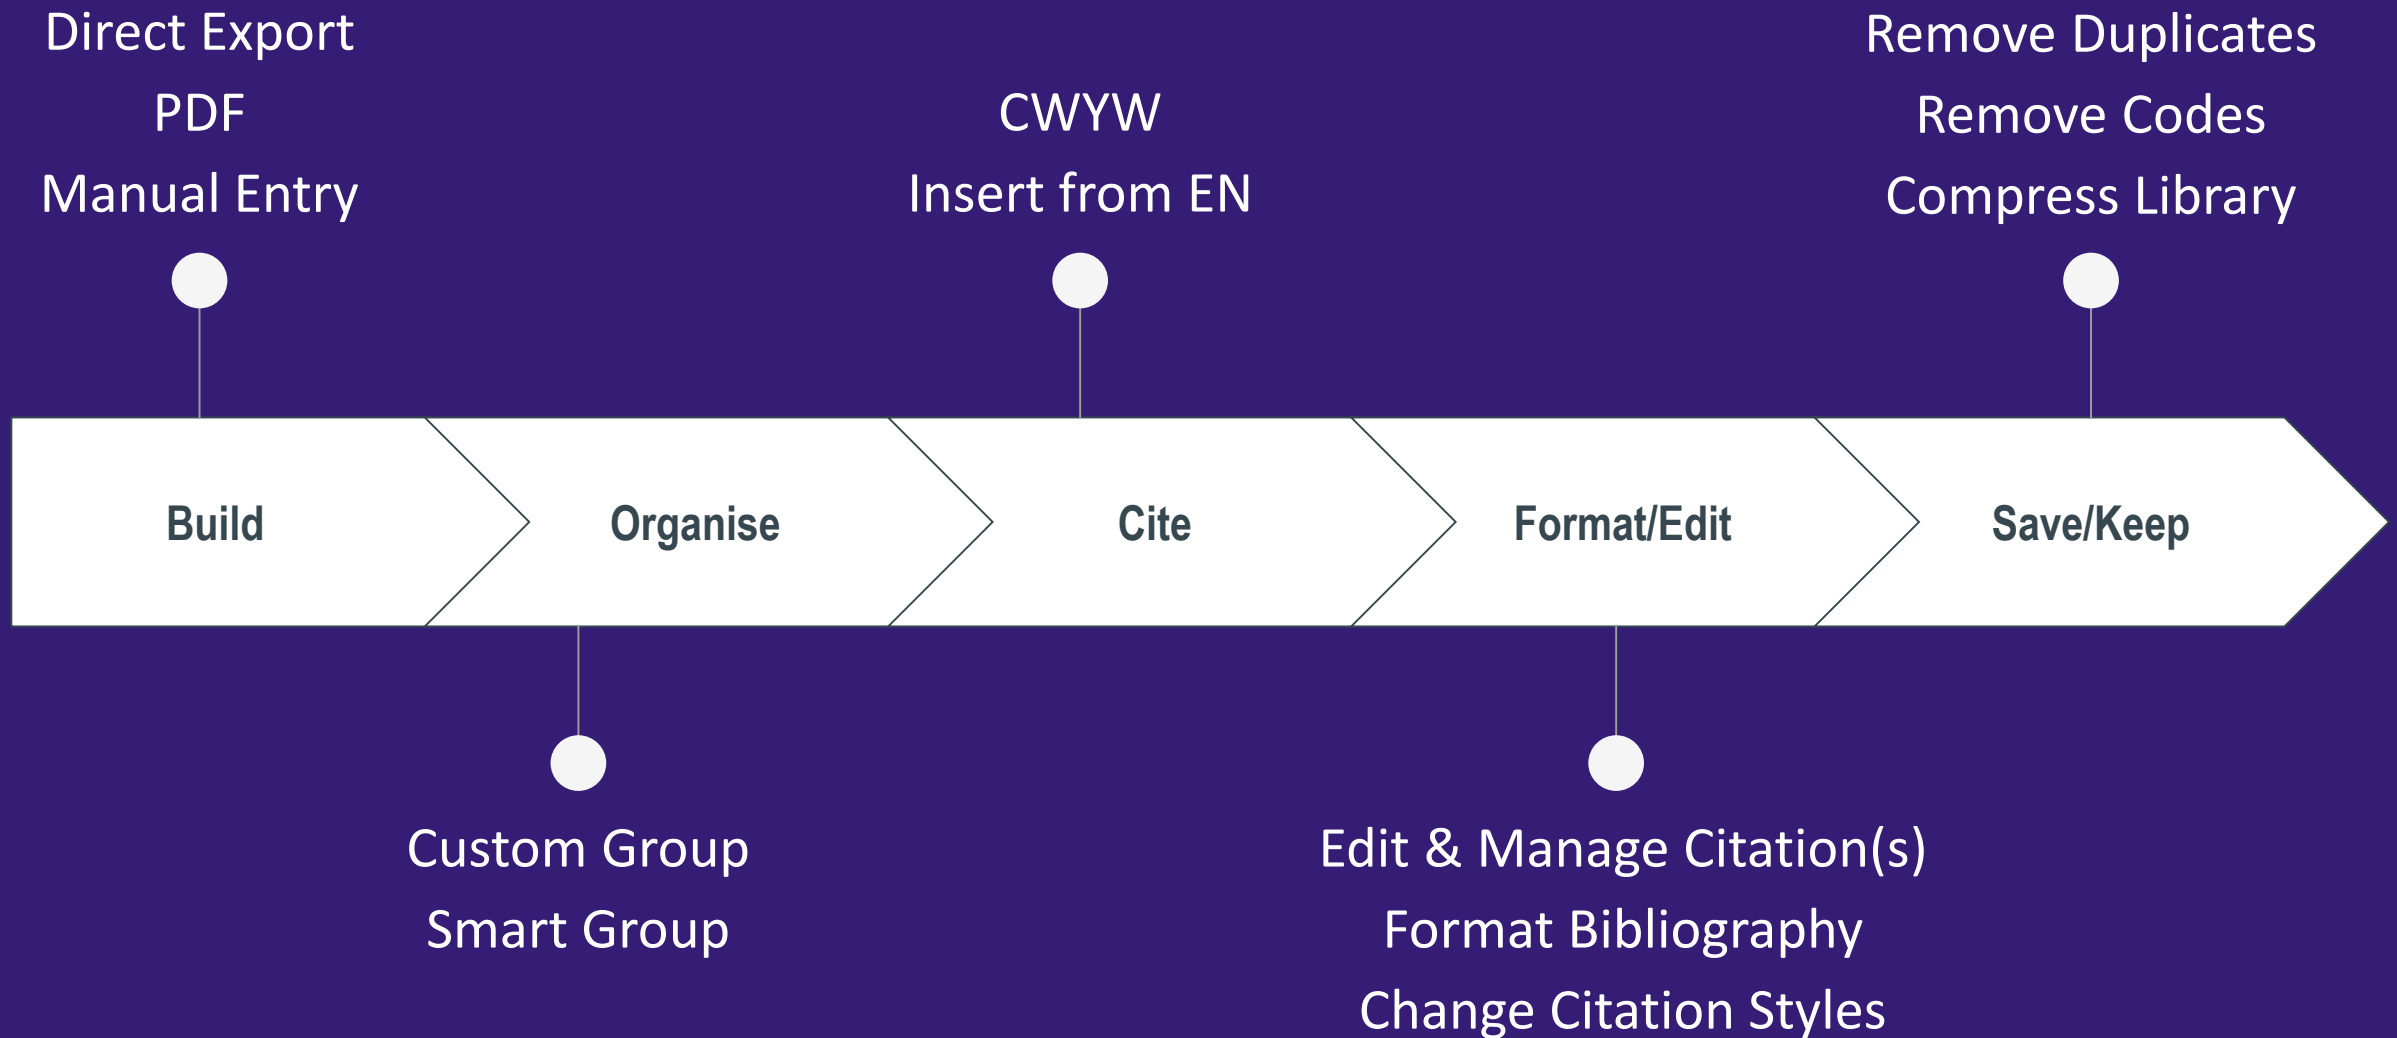 Direct Export
PDF
Manual Entry
CWYW
Insert from EN
Remove Duplicates
Remove Codes
Compress Library
Build
Organise
Cite
Format/Edit
Save/Keep
Custom Group
Smart Group
Edit & Manage Citation(s)
Format Bibliography
Change Citation Styles